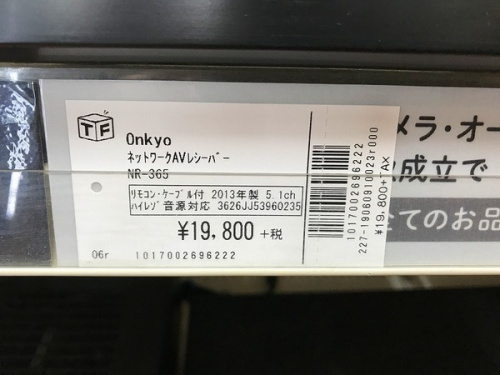 TF
Onkyo
ネットワークAVレシーバー
NR-365
リモコン・ケーブル付 2013年製 5.1ch
ハイレゾ音源対応 3626JJ53960235
¥19,800 +税
06r
1017002696222
1017002696222
227-19060910023r000
¥19,800+TAX
メラ・オー
成立で
てのお品